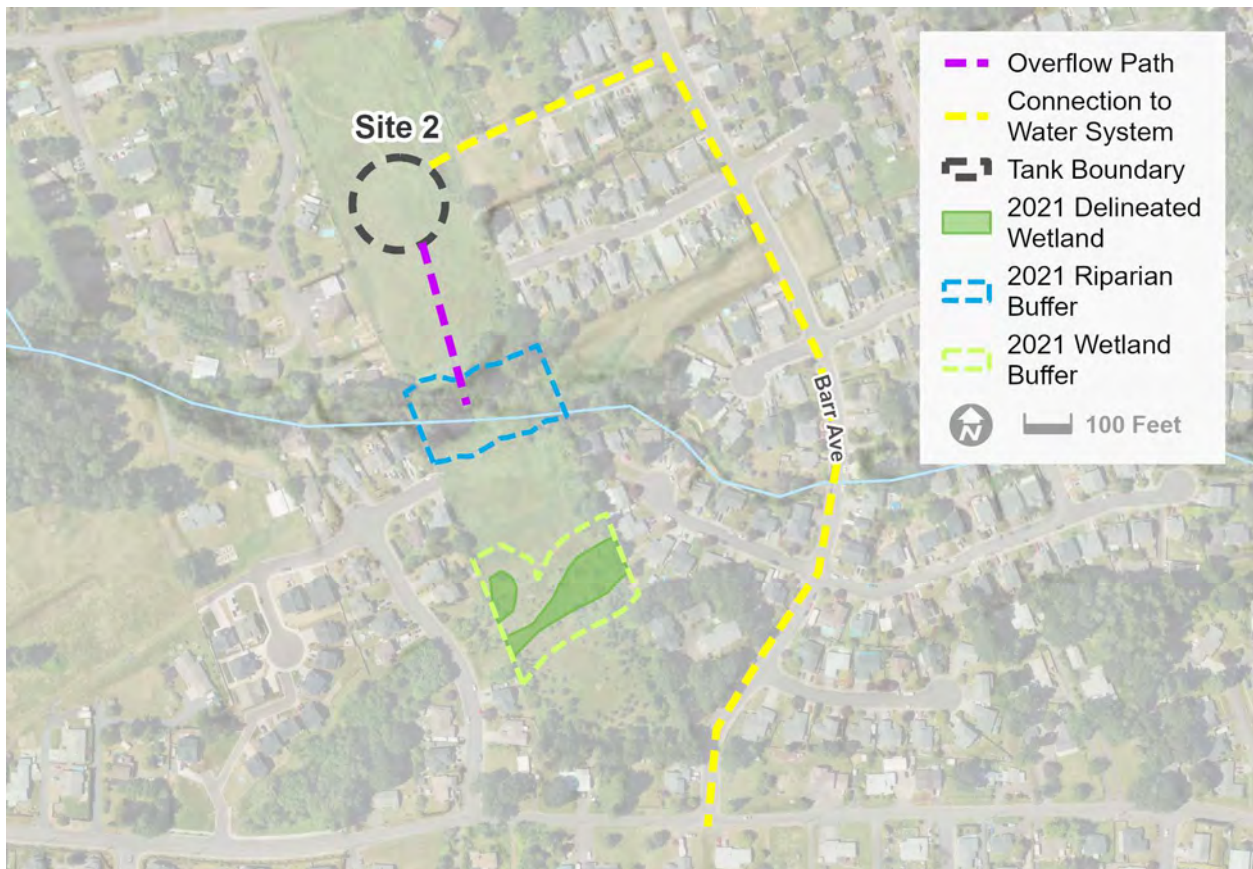 Overflow Path
Connection to
Water System
Site 2
Tank Boundary
2021 Delineated
Wetland
2021 Riparian
Buffer
2021 Wetland
Buffer
Barr Ave
N
100 Feet